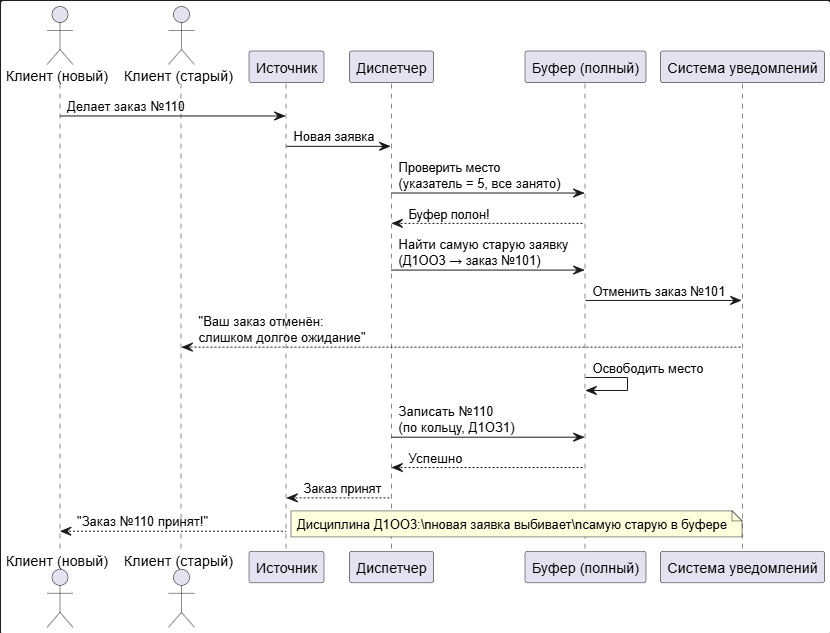 Клиент (новый)
Клиент (старый)
Источник
Диспетчер
Буфер (полный)
Система уведомлений
Делает заказ №110
Новая заявка
Проверить место
(указатель = 5, все занято)
Буфер полон!
Найти самую старую заявку
(Д1ООЗ → заказ №101)
Отменить заказ №101
"Ваш заказ отменён:
слишком долгое ожидание"
Освободить место
Записать №110
(по кольцу, Д1ОЗ1)
Успешно
Заказ принят
"Заказ №110 принят!"
Дисциплина Д1ООЗ:\nновая заявка выбивает\nсамую старую в буфере
Клиент (новый)
Клиент (старый)
Источник
Диспетчер
Буфер (полный)
Система уведомлений